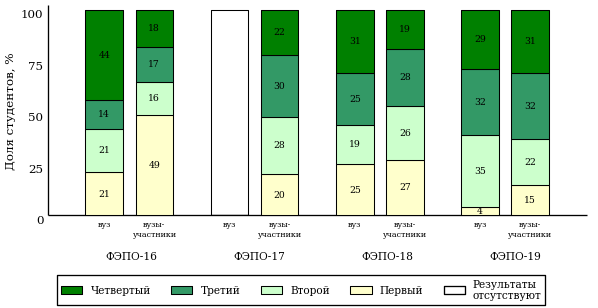 Доля студентов, %
100
75
50
25
0
44
14
21
21
18
17
16
49
22
30
28
20
31
25
19
25
19
28
26
27
29
32
35
4
31
32
22
15
вуз
вузы-
участники
вуз
вузы-
участники
вуз
вузы-
участники
вуз
вузы-
участники
ФЭПО-16
ФЭПО-17
ФЭПО-18
ФЭПО-19
Четвертый
Третий
Второй
Первый
Результаты
отсутствуют